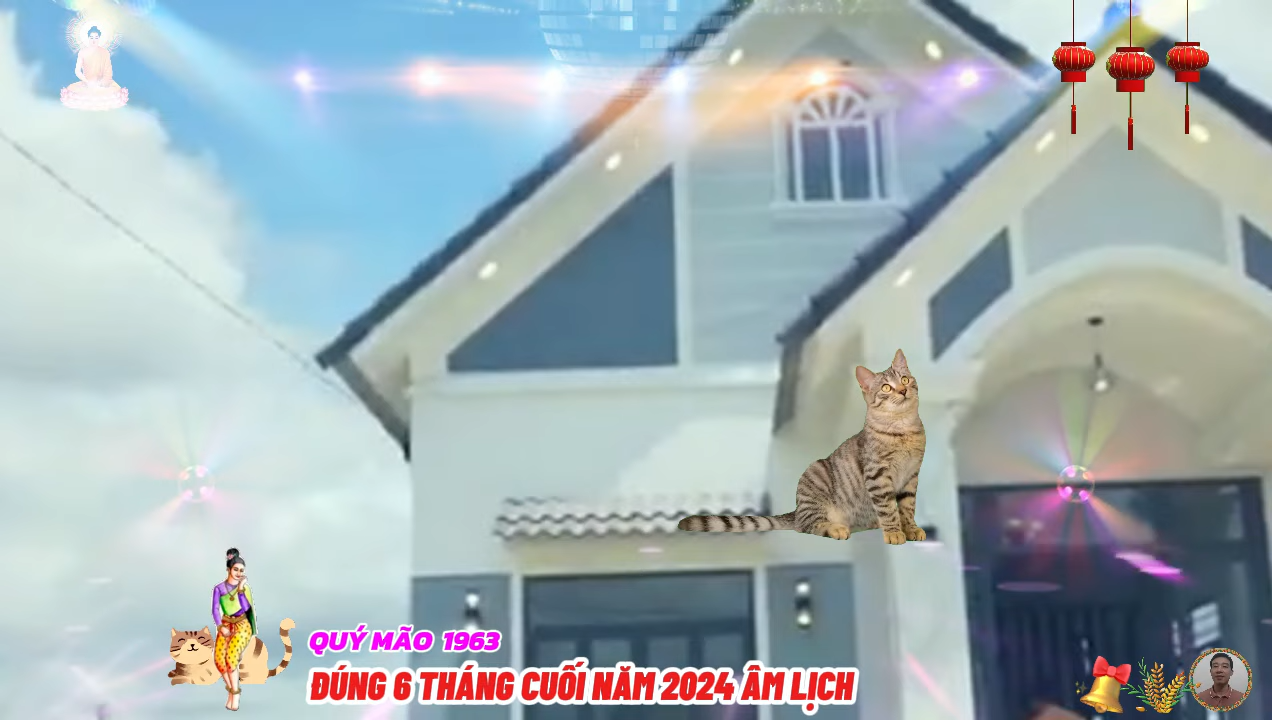 QUÝ MÃO 1963
ĐÚNG 6 THÁNG CUỐI NĂM 2024 ÂM LỊCH